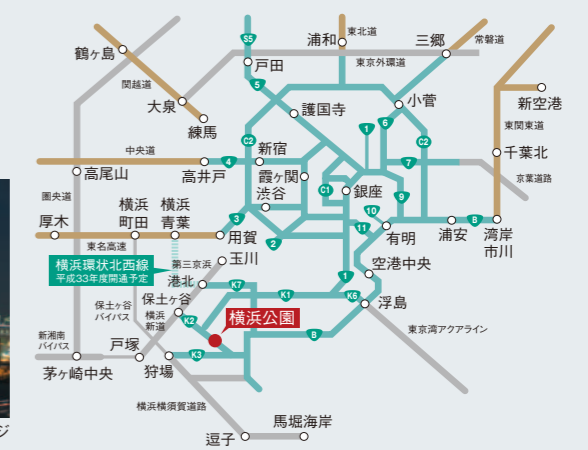 S5
浦和
東北道
三郷
常磐道
鶴ヶ島
戸田
東京外環道
関越道
5
大泉
護国寺
小菅
新空港
練馬
1
6
C2
C2
東関東道
中央道
新宿
4
7
千葉北
高尾山
高井戸
霞ヶ関
C1
銀座
京葉道路
圏央道
渋谷
9
横浜
町田
横浜
青葉
10
厚木
3
11
B
用賀
2
有明
浦安
湾岸
市川
東名高速
玉川
横浜環状北西線
平成33年度開通予定
第三京浜
空港中央
港北
K7
1
保土ヶ谷
バイパス
保土ヶ谷
K1
K6
浮島
横浜
新道
K2
横浜公園
新湘南
バイパス
戸塚
B
東京湾アクアライン
K3
茅ヶ崎中央
狩場
横浜横須賀道路
馬堀海岸
逗子
ジ